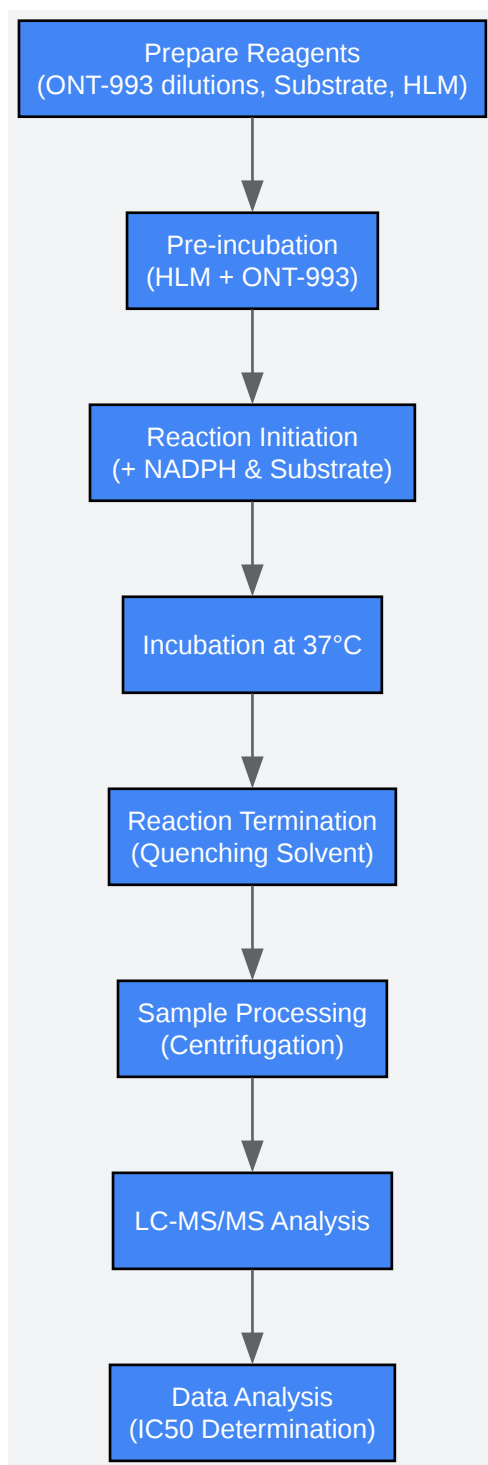 Prepare Reagents
(ONT-993 dilutions, Substrate, HLM)
Pre-incubation
(HLM + ONT-993)
Reaction Initiation
(+ NADPH & Substrate)
Incubation at 37°C
Reaction Termination
(Quenching Solvent)
Sample Processing
(Centrifugation)
LC-MS/MS Analysis
Data Analysis
(IC50 Determination)